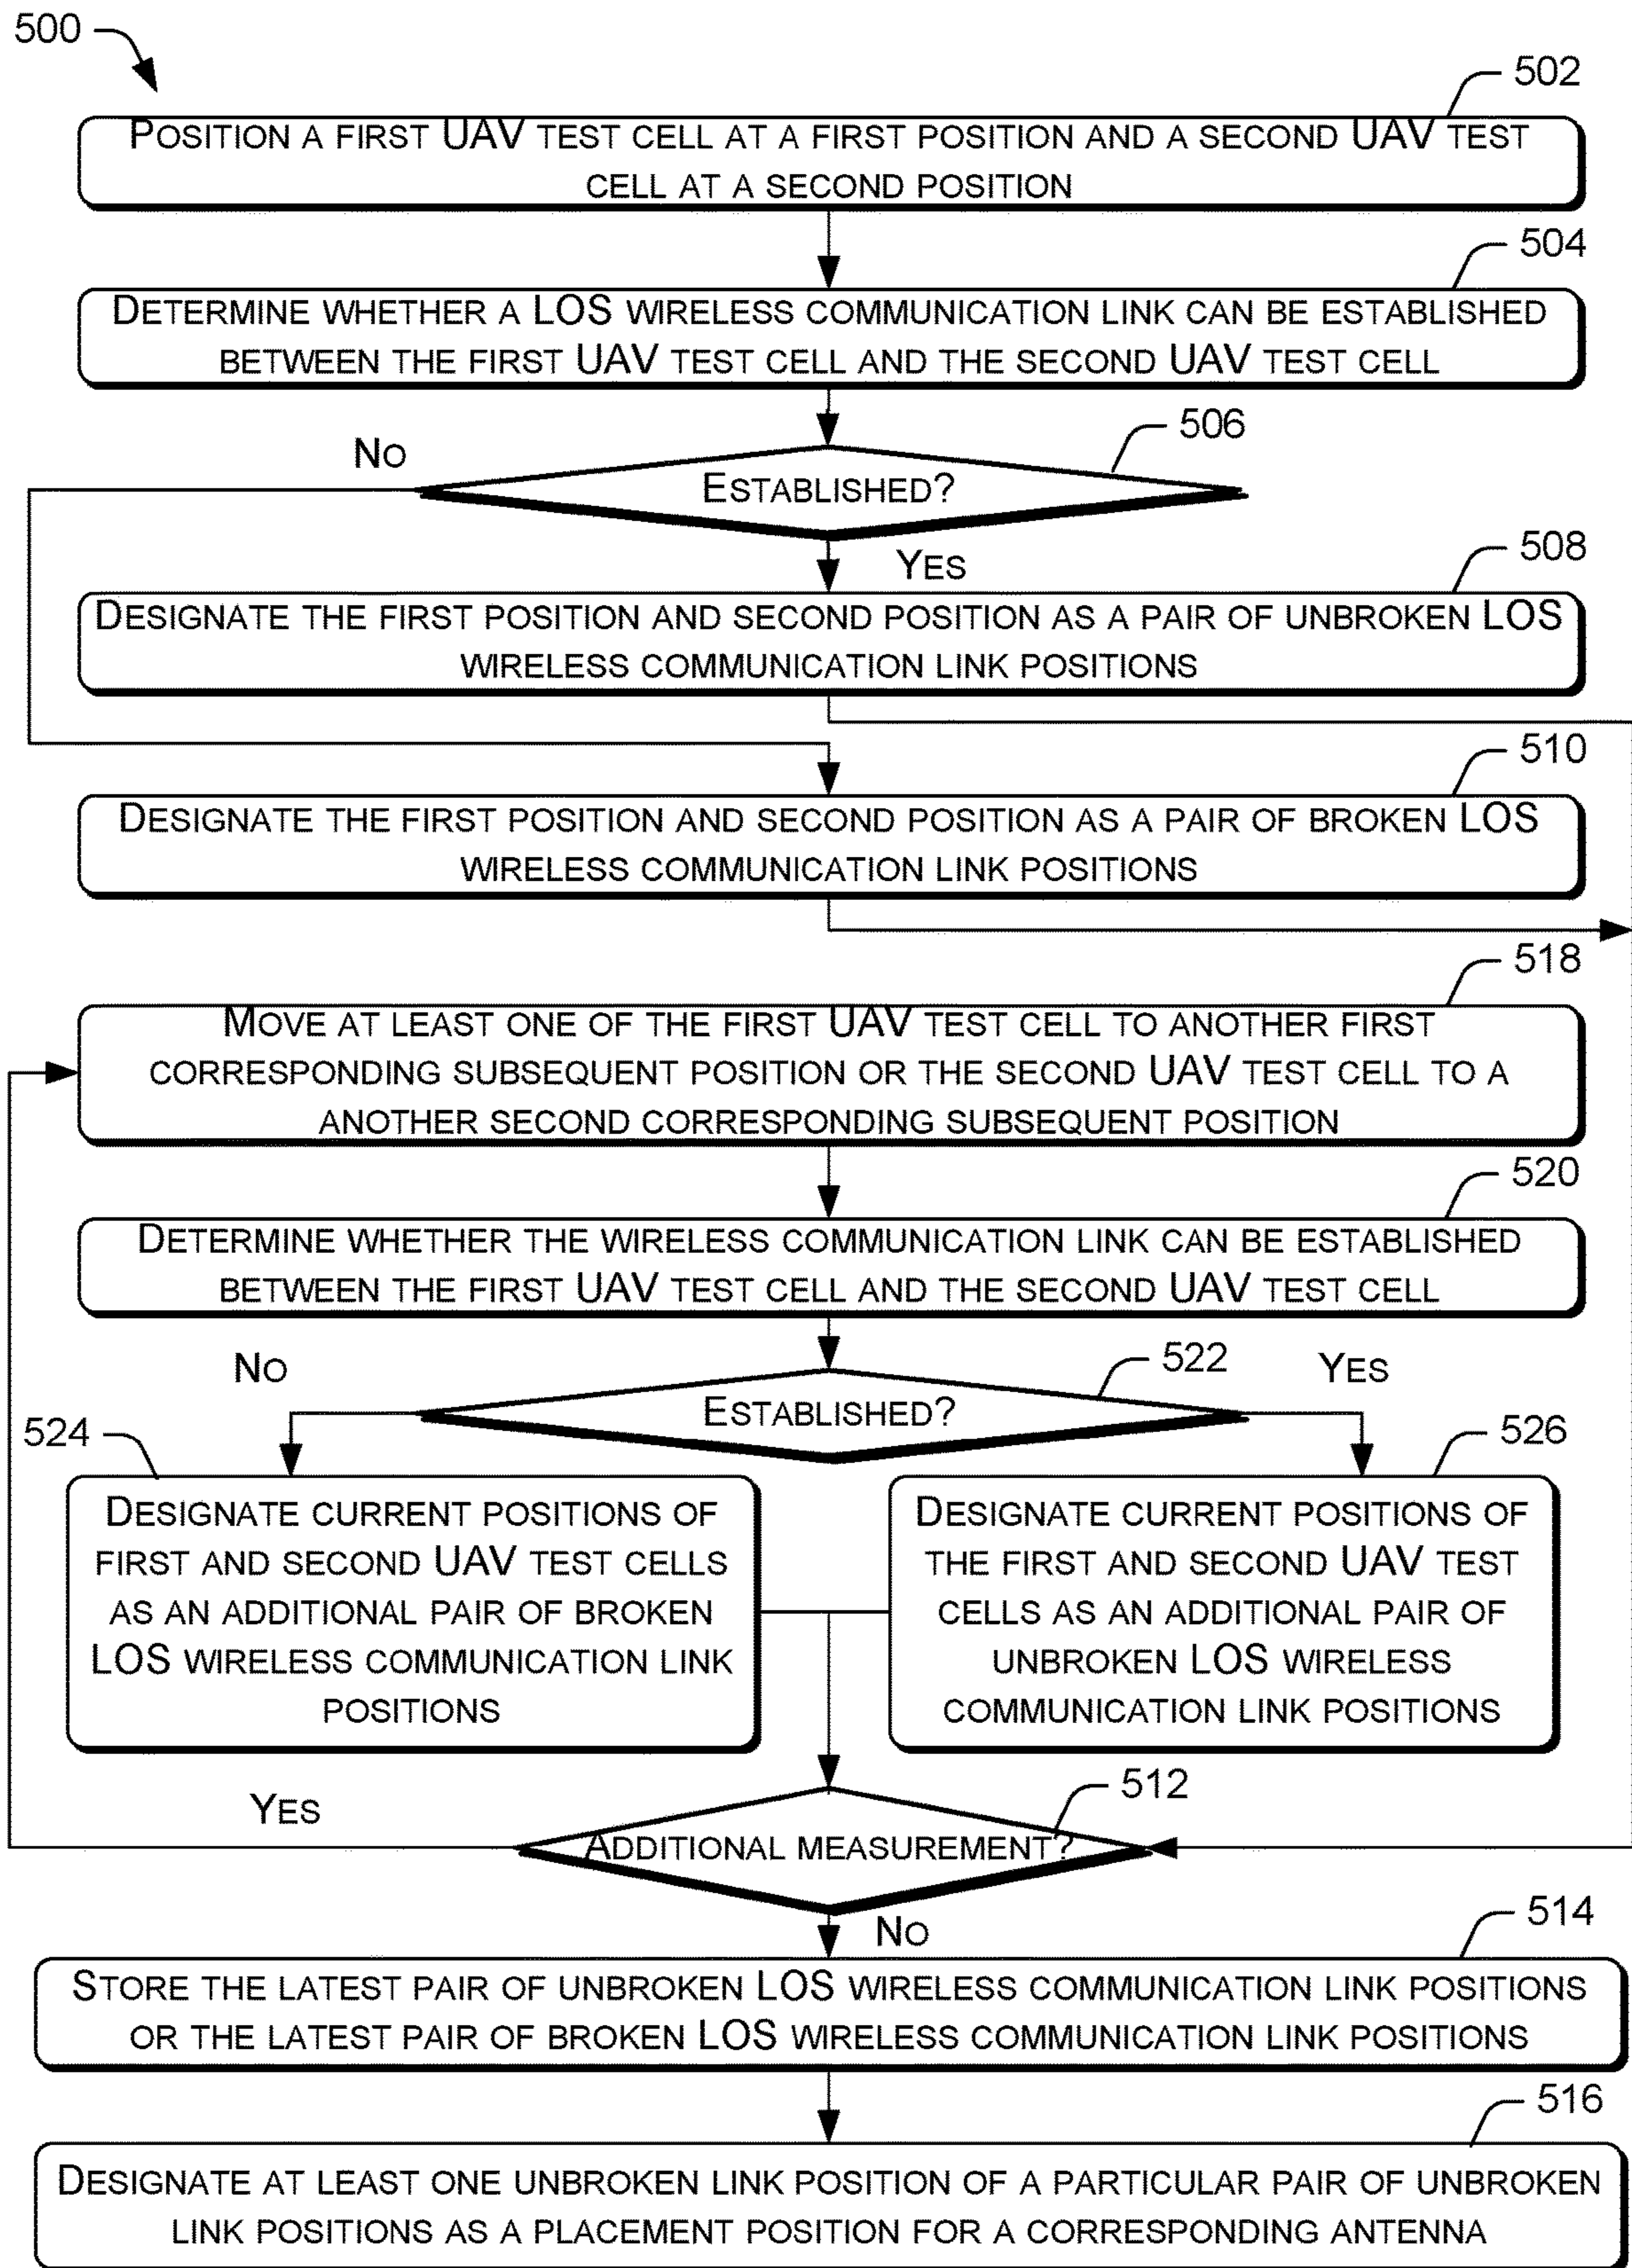 500
502
POSITION A FIRST UAV TEST CELL AT A FIRST POSITION AND A SECOND UAV TEST
CELL AT A SECOND POSITION
504
DETERMINE WHETHER A LOS WIRELESS COMMUNICATION LINK CAN BE ESTABLISHED
BETWEEN THE FIRST UAV TEST CELL AND THE SECOND UAV TEST CELL
506
NO
ESTABLISHED?
YES
508
DESIGNATE THE FIRST POSITION AND SECOND POSITION AS A PAIR OF UNBROKEN LOS
WIRELESS COMMUNICATION LINK POSITIONS
510
DESIGNATE THE FIRST POSITION AND SECOND POSITION AS A PAIR OF BROKEN LOS
WIRELESS COMMUNICATION LINK POSITIONS
518
MOVE AT LEAST ONE OF THE FIRST UAV TEST CELL TO ANOTHER FIRST
CORRESPONDING SUBSEQUENT POSITION OR THE SECOND UAV TEST CELL TO A
ANOTHER SECOND CORRESPONDING SUBSEQUENT POSITION
520
DETERMINE WHETHER THE WIRELESS COMMUNICATION LINK CAN BE ESTABLISHED
BETWEEN THE FIRST UAV TEST CELL AND THE SECOND UAV TEST CELL
522
NO
YES
ESTABLISHED?
524
DESIGNATE CURRENT POSITIONS OF
FIRST AND SECOND UAV TEST CELLS
AS AN ADDITIONAL PAIR OF BROKEN
LOS WIRELESS COMMUNICATION LINK
POSITIONS
526
DESIGNATE CURRENT POSITIONS OF
THE FIRST AND SECOND UAV TEST
CELLS AS AN ADDITIONAL PAIR OF
UNBROKEN LOS WIRELESS
COMMUNICATION LINK POSITIONS
512
YES
ADDITIONAL MEASUREMENT?
NO
514
STORE THE LATEST PAIR OF UNBROKEN LOS WIRELESS COMMUNICATION LINK POSITIONS
OR THE LATEST PAIR OF BROKEN LOS WIRELESS COMMUNICATION LINK POSITIONS
516
DESIGNATE AT LEAST ONE UNBROKEN LINK POSITION OF A PARTICULAR PAIR OF UNBROKEN
LINK POSITIONS AS A PLACEMENT POSITION FOR A CORRESPONDING ANTENNA